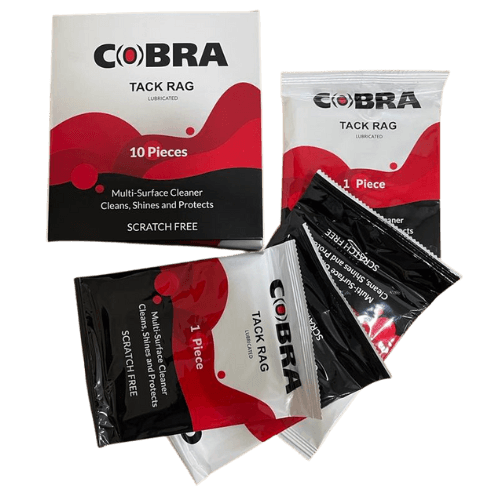 COBRA
TACK RAG
LUBRICATED
10 Pieces
Multi-Surface Cleaner
Cleans, Shines and Protects
SCRATCH FREE
COBRA
TACK RAG
LUBRICATED
1 Piece
Cleaner
Protects
SCRATCH FREE
Cleans, Shines and
Multi-Surface
COBRA
TACK RAG
LUBRICATED
1 Piece
Multi-Surface Cleaner
Cleans, Shines and Protects
SCRATCH FREE
SCRATCH